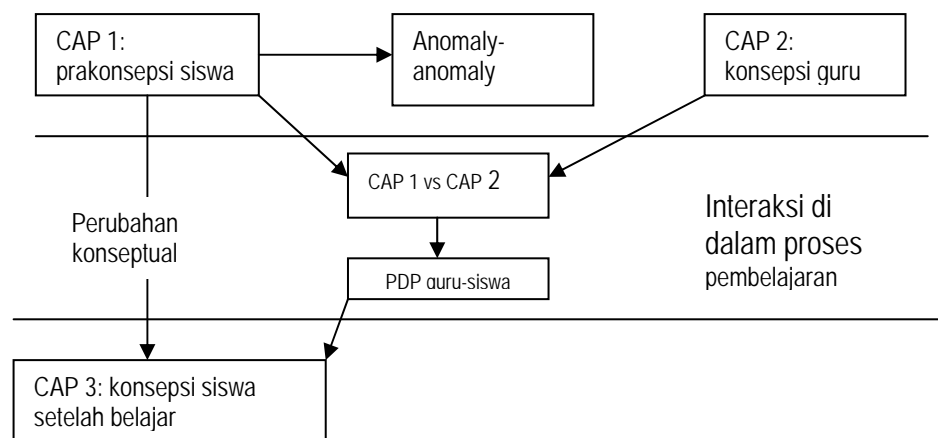 CAP 1:
prakonsepsi siswa
Anomaly-
anomaly
CAP 2:
konsepsi guru
CAP 1 vs CAP 2
Perubahan
konseptual
Interaksi di
dalam proses
pembelajaran
PDP guru-siswa
CAP 3: konsepsi siswa
setelah belajar